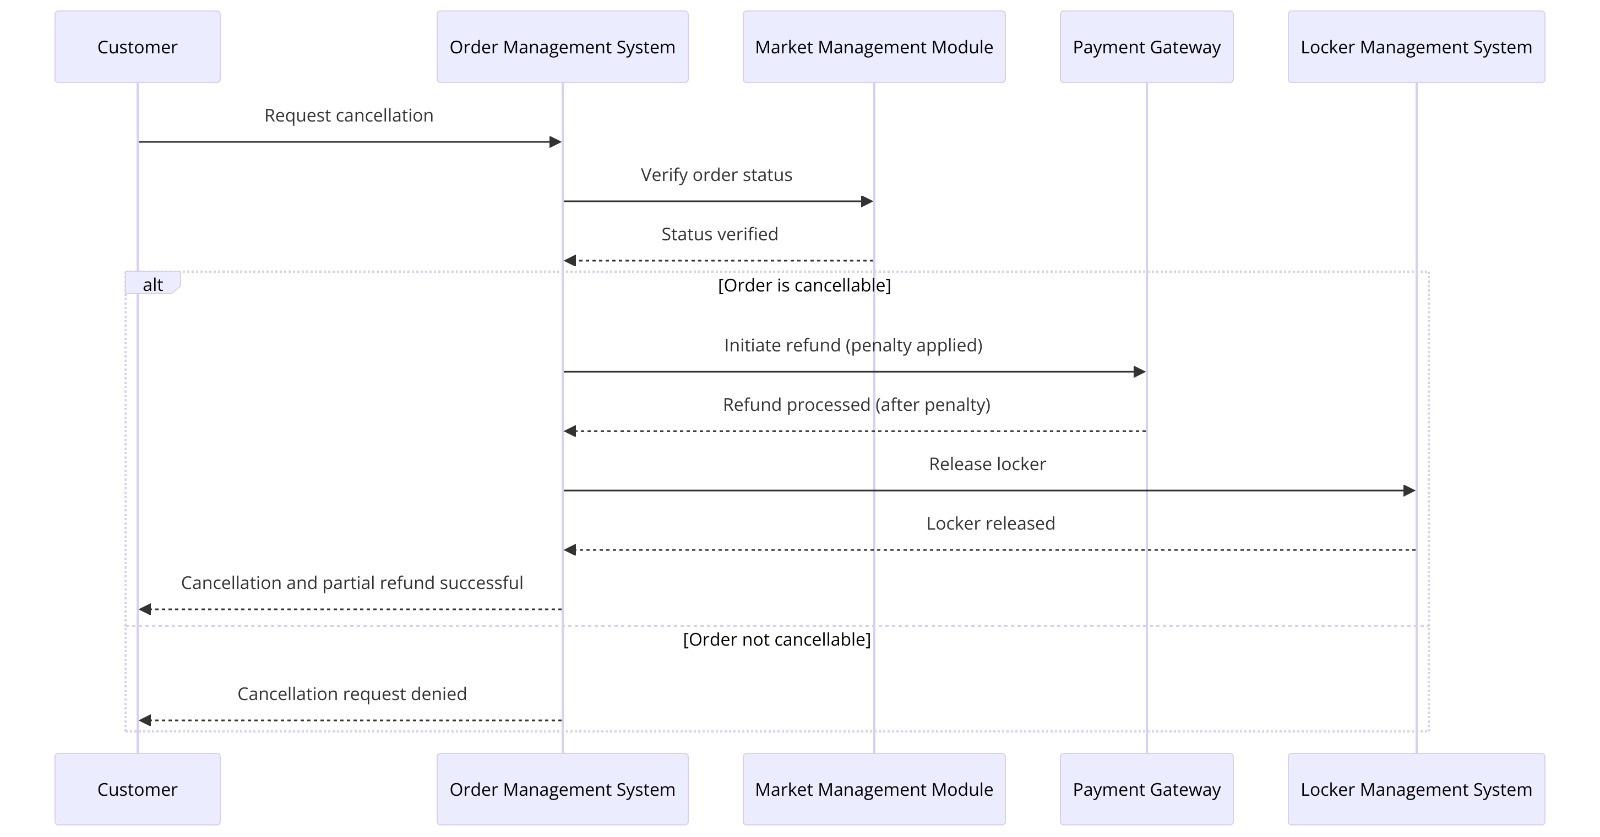 Customer
Order Management System
Market Management Module
Payment Gateway
Locker Management System
Request cancellation
Verify order status
Status verified
alt
[Order is cancellable]
Initiate refund (penalty applied)
Refund processed (after penalty)
Release locker
Locker released
Cancellation and partial refund successful
[Order not cancellable]
Cancellation request denied
Customer
Order Management System
Market Management Module
Payment Gateway
Locker Management System